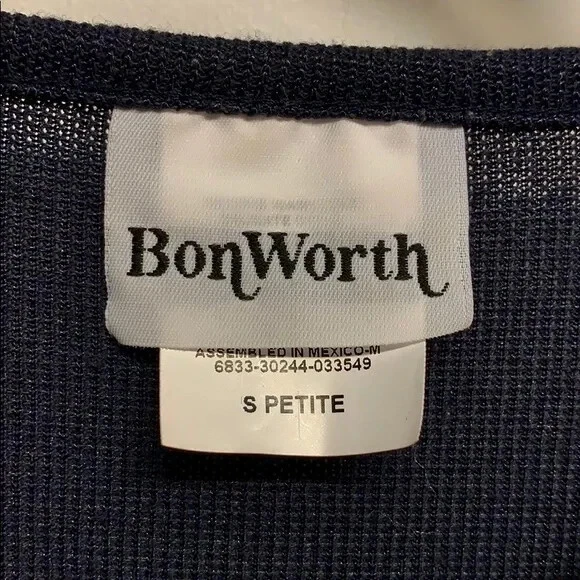 BonWorth
ASSEMBLED IN MEXICO-M
6833-30244-033549
S PETITE